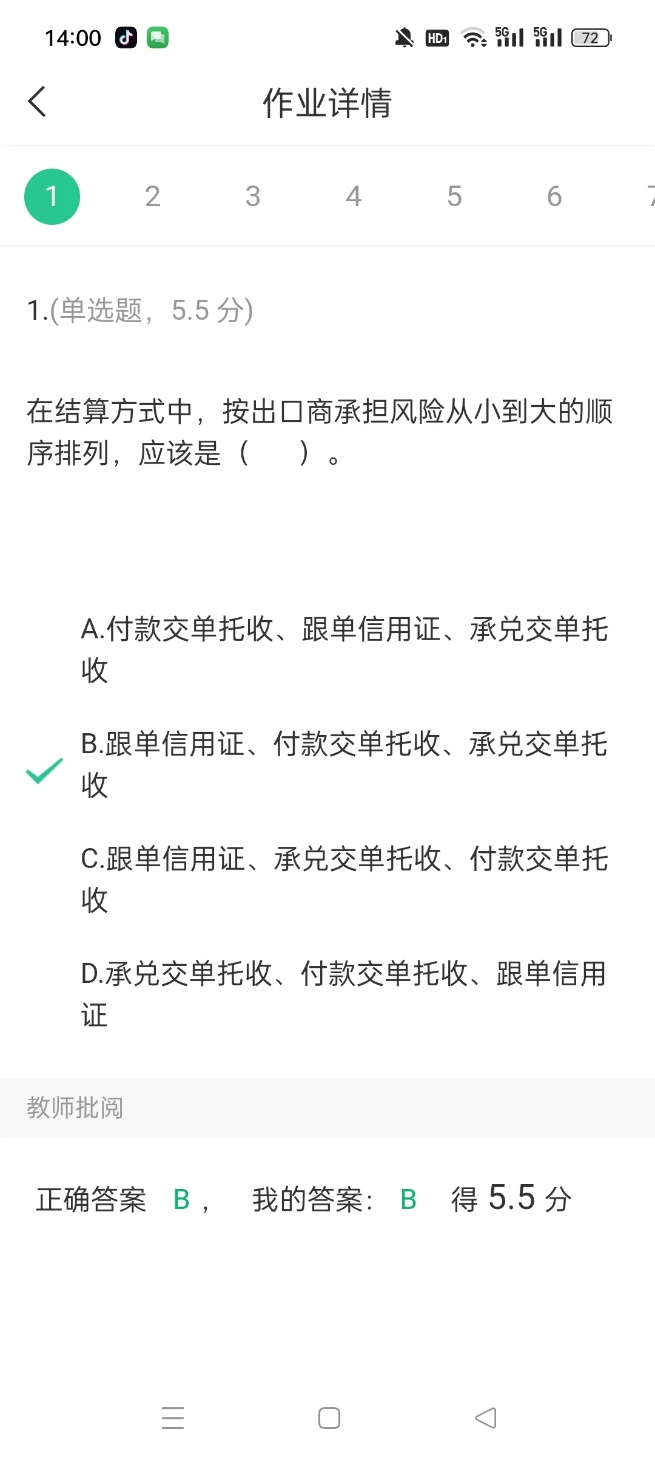 14:00 HD1 5G 5G 72
作业详情
1 2 3 4 5 6 7
1.(单选题，5.5 分)
在结算方式中，按出口商承担风险从小到大的顺
序排列，应该是（　　）。
A.付款交单托收、跟单信用证、承兑交单托
收
B.跟单信用证、付款交单托收、承兑交单托
收
C.跟单信用证、承兑交单托收、付款交单托
收
D.承兑交单托收、付款交单托收、跟单信用
证
教师批阅
正确答案 B ， 我的答案： B 得 5.5 分